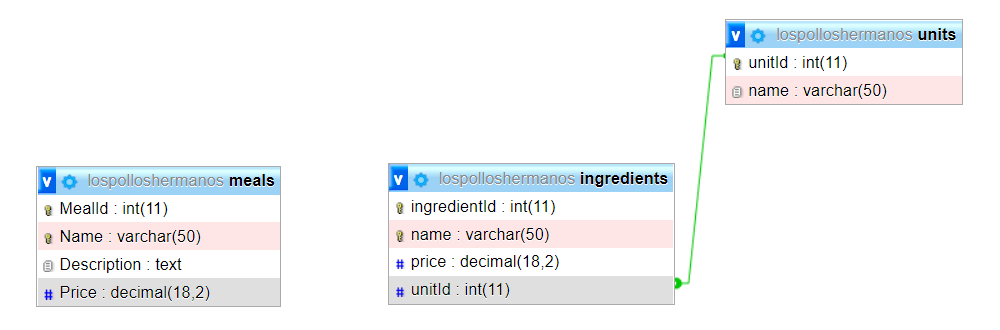 lospolloshermanos units
unitId : int(11)
name : varchar(50)
lospolloshermanos meals
MealId : int(11)
Name : varchar(50)
Description : text
Price : decimal(18,2)
lospolloshermanos ingredients
ingredientId : int(11)
name : varchar(50)
price : decimal(18,2)
unitId : int(11)